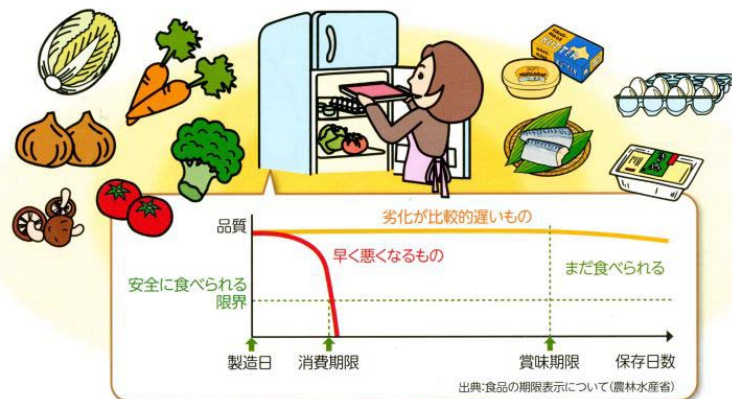 品質
劣化が比較的遅いもの
早く悪くなるもの
まだ食べられる
安全に食べられる
限界
製造日
消費期限
賞味期限
保存日数
出典:食品の期限表示について(農林水産省)